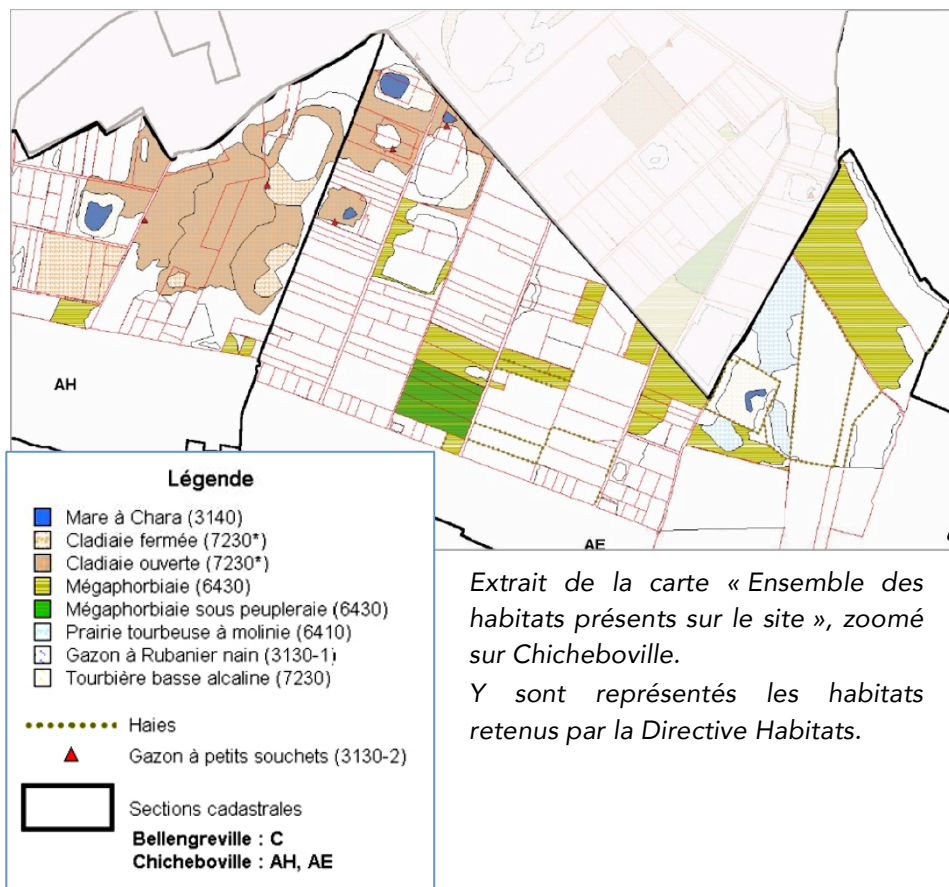 AH
AE
Légende
Mare à Chara (3140)
Cladiaie fermée (7230*)
Cladiaie ouverte (7230*)
Mégaphorbiaie (6430)
Mégaphorbiaie sous peupleraie (6430)
Prairie tourbeuse à molinie (6410)
Gazon à Rubanier nain (3130-1)
Tourbière basse alcaline (7230)
Haies
Gazon à petits souchets (3130-2)
Sections cadastrales
Bellengreville : C
Chicheboville : AH, AE
Extrait de la carte « Ensemble des
habitats présents sur le site », zoomé
sur Chicheboville.
Y sont représentés les habitats
retenus par la Directive Habitats.